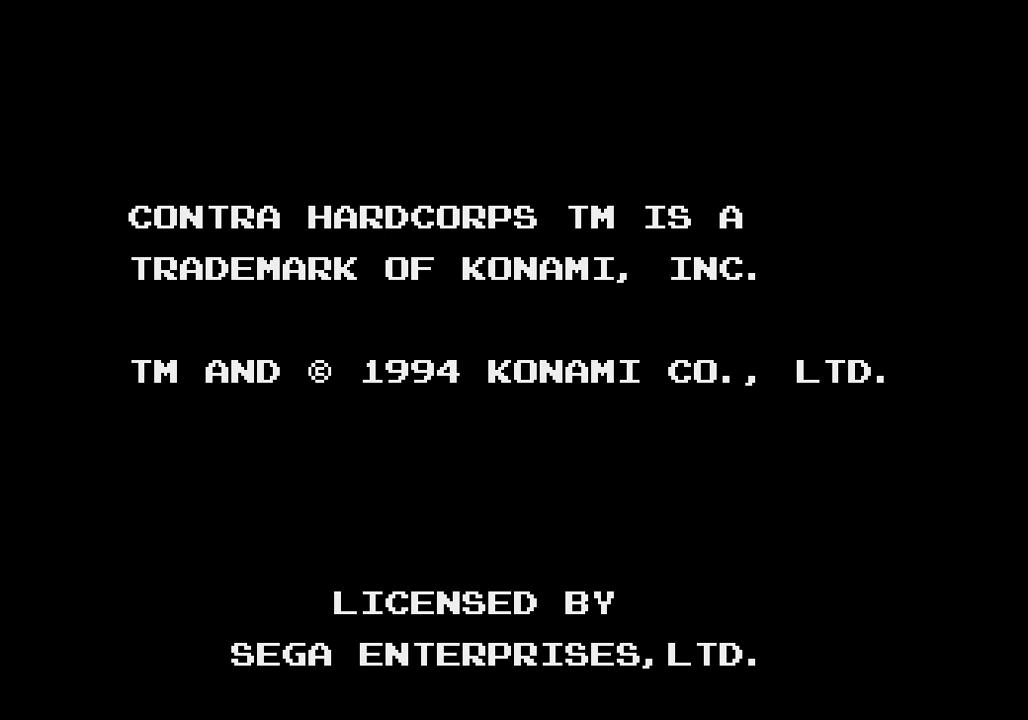 CONTRA HARDCORPS TM IS A
TRADEMARK OF KONAMI, INC.
TM AND © 1994 KONAMI CO., LTD.
LICENSED BY
SEGA ENTERPRISES,LTD.